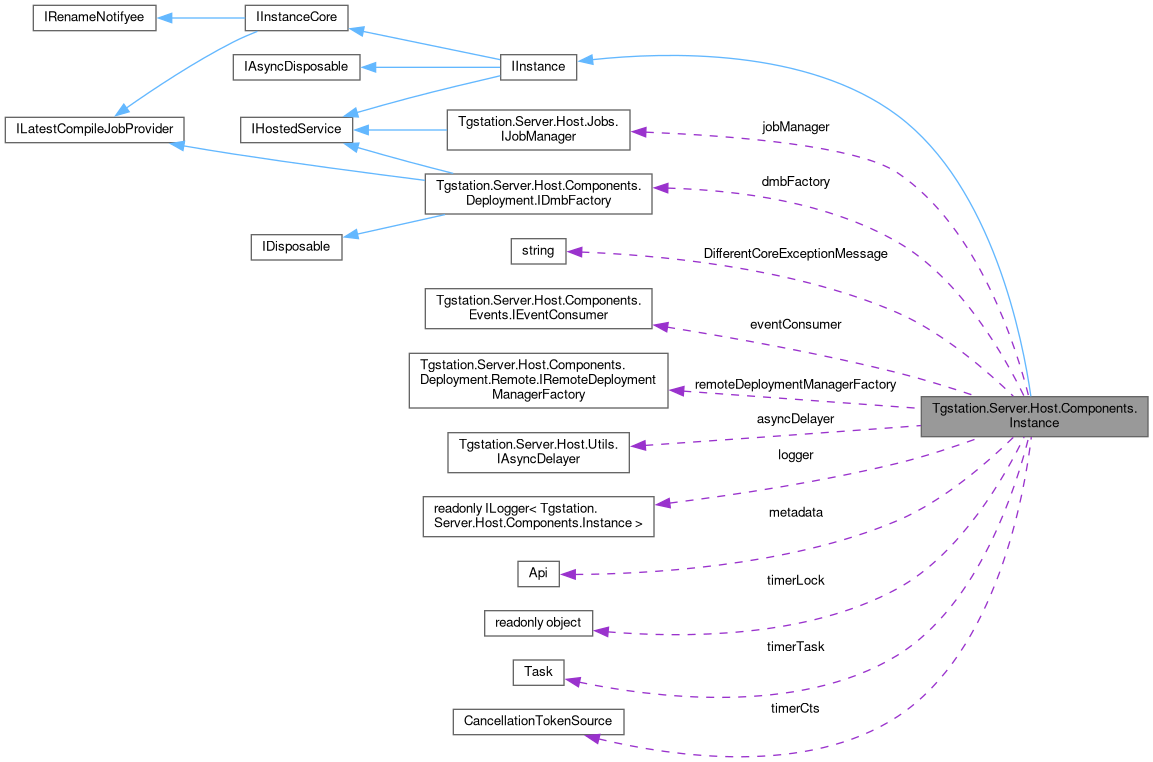 IRenameNotifyee
IInstanceCore
IAsyncDisposable
IInstance
ILatestCompileJobProvider
IHostedService
Tgstation.Server.Host.Jobs.
IJobManager
jobManager
Tgstation.Server.Host.Components.
Deployment.IDmbFactory
dmbFactory
IDisposable
string
DifferentCoreExceptionMessage
Tgstation.Server.Host.Components.
Events.IEventConsumer
eventConsumer
Tgstation.Server.Host.Components.
Deployment.Remote.IRemoteDeployment
ManagerFactory
remoteDeploymentManagerFactory
Tgstation.Server.Host.Components.
Instance
Tgstation.Server.Host.Utils.
IAsyncDelayer
asyncDelayer
readonly ILogger< Tgstation.
Server.Host.Components.Instance >
logger
Api
metadata
readonly object
timerLock
Task
timerTask
CancellationTokenSource
timerCts